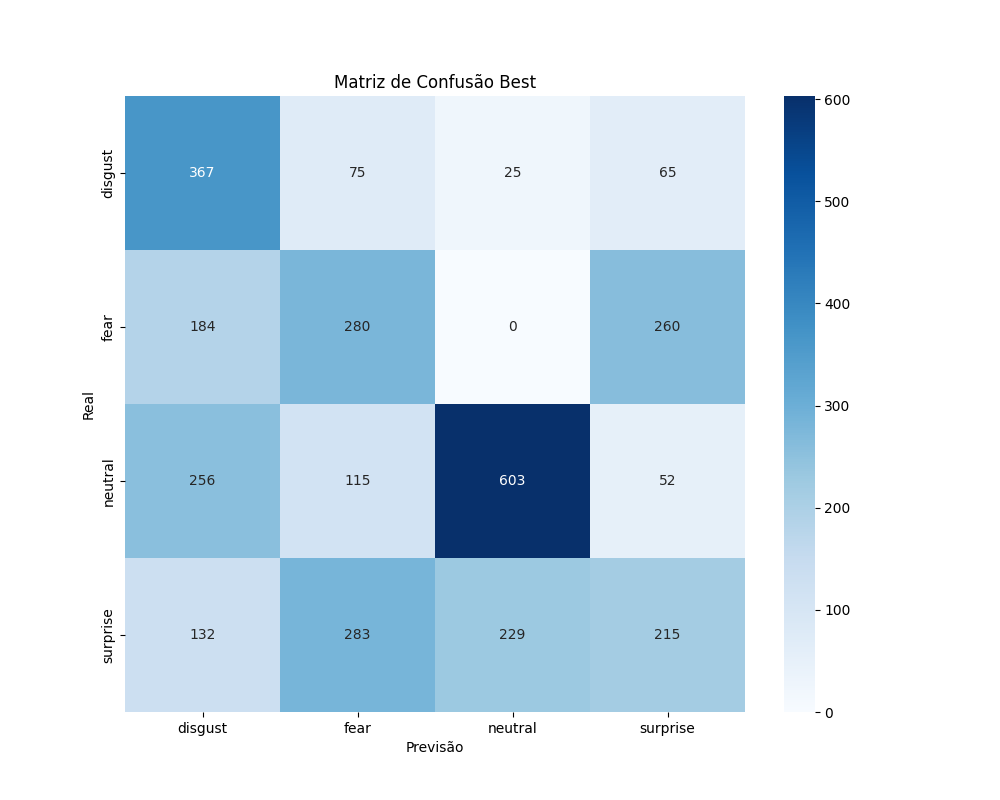 Matriz de Confusão Best
disgust 367 75 25 65
fear 184 280 0 260
neutral 256 115 603 52
surprise 132 283 229 215
disgust fear neutral surprise
Previsão
Real
600
500
400
300
200
100
0